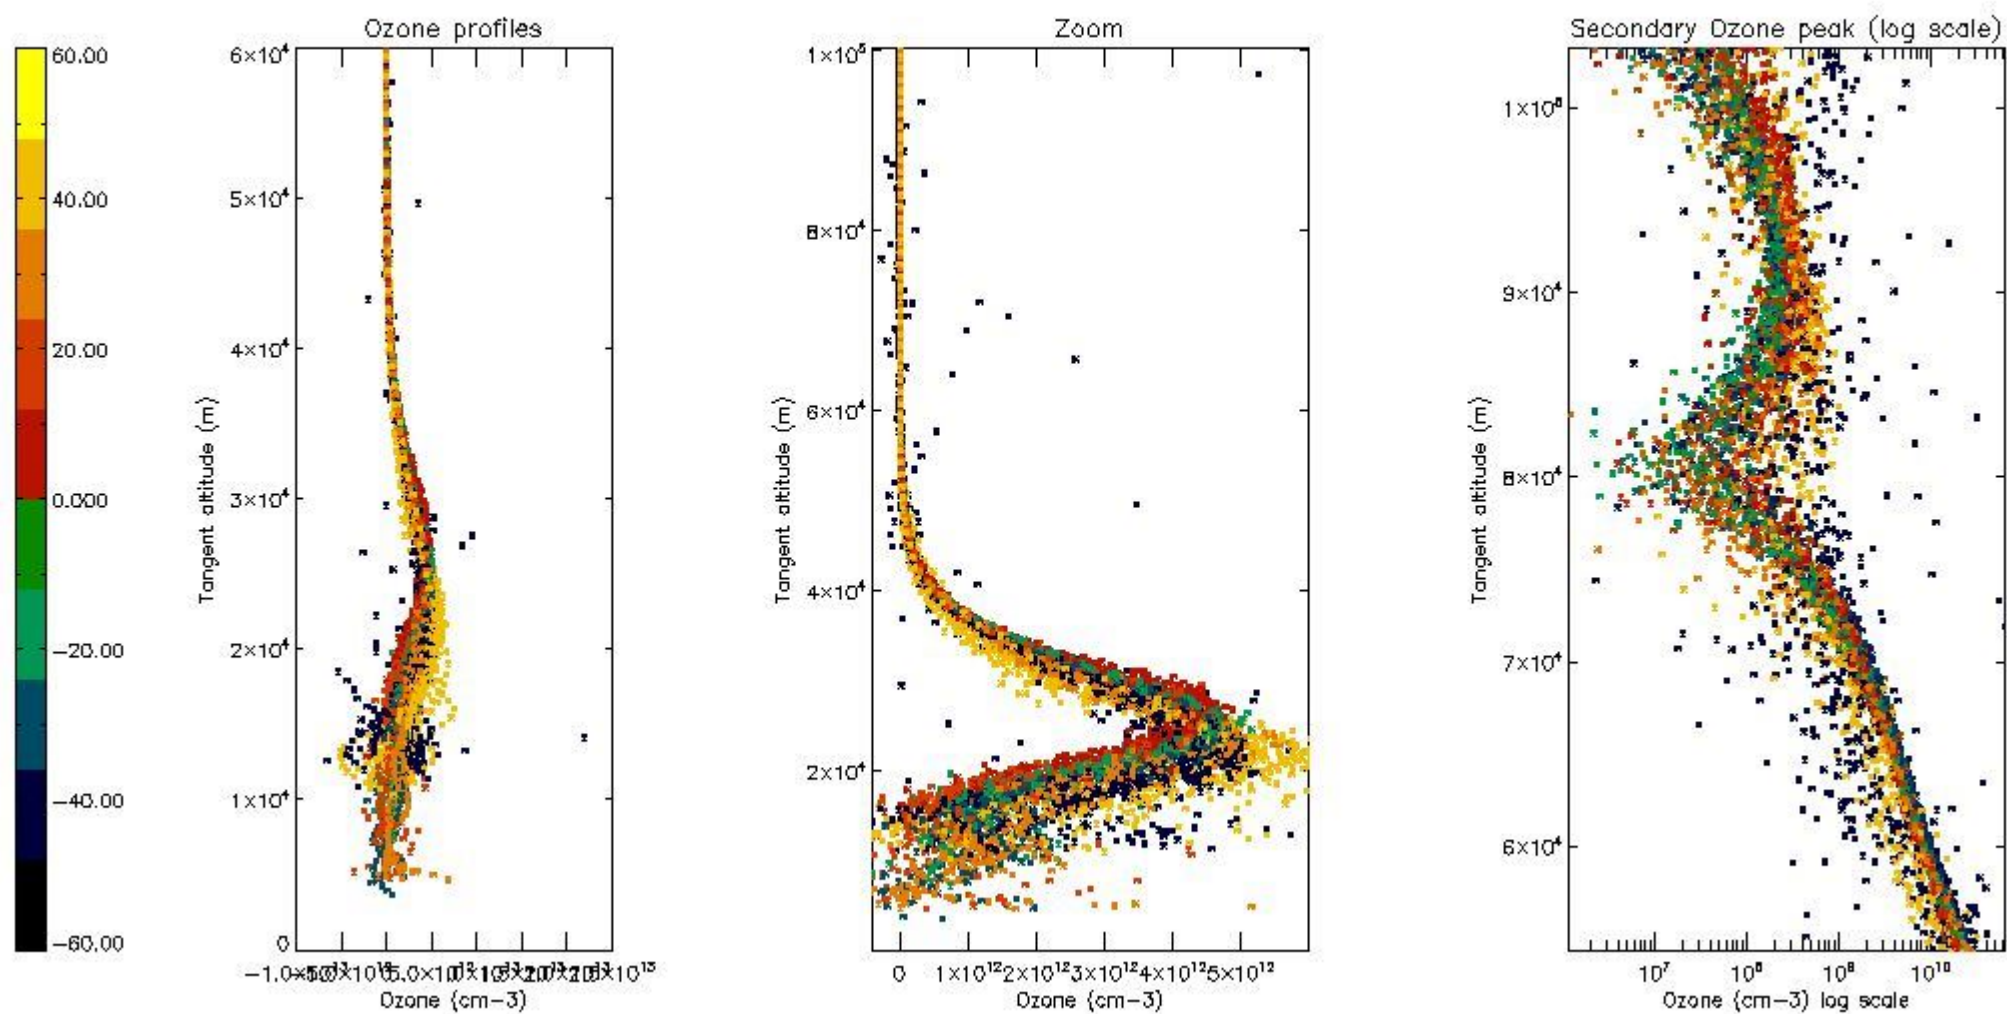 Ozone profiles
Zoom
Secondary Ozone peak (log scale)
60.00
40.00
20.00
0.000
−20.00
−40.00
−60.00
6×10⁴
5×10⁴
4×10⁴
3×10⁴
2×10⁴
1×10⁴
0
Tangent altitude (m)
Ozone (cm−3)
1×10⁵
8×10⁴
6×10⁴
4×10⁴
2×10⁴
Tangent altitude (m)
0 1×10¹² 2×10¹² 3×10¹² 4×10¹² 5×10¹²
Ozone (cm−3)
1×10⁵
9×10⁴
8×10⁴
7×10⁴
6×10⁴
Tangent altitude (m)
10⁷ 10⁸ 10⁹ 10¹⁰
Ozone (cm−3) log scale